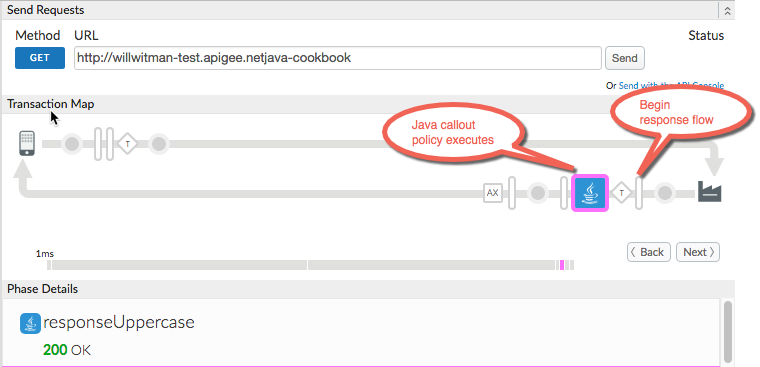 Send Requests
Method URL Status
GET http://willwitman-test.apigee.netjava-cookbook Send
Or Send with the API Console
Transaction Map
Java callout
policy executes
Begin
response flow
T
AX T
Back Next
1ms
Phase Details
responseUppercase
200 OK